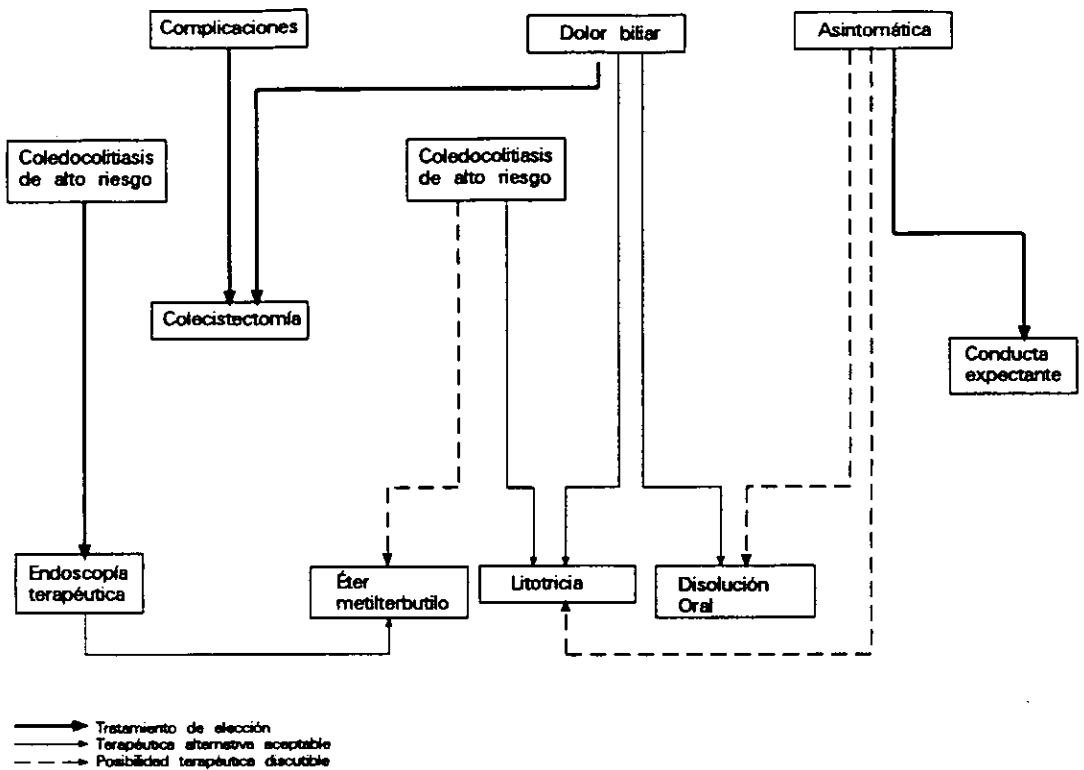 Complicaciones
Dolor biliar
Asintomática
Coledocolitiasis
de alto riesgo
Coledocolitiasis
de alto riesgo
Colecistectomía
Conducta
expectante
Endoscopía
terapéutica
Éter
metilterbutilo
Litotricia
Disolución
Oral
Tratamiento de elección
Terapéutica alternativa aceptable
Posibilidad terapéutica discutible